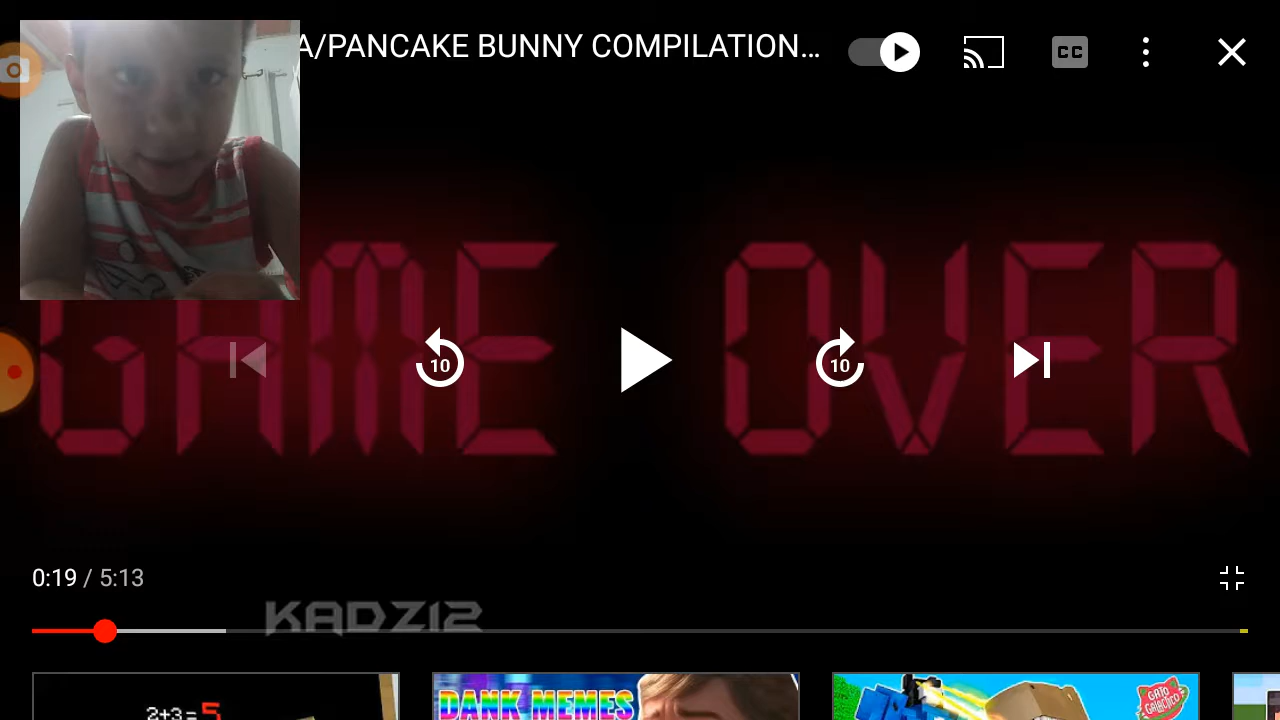 A/PANCAKE BUNNY COMPILATION...
CC
GAME OVER
10
10
0:19 / 5:13
KADZ12
2+3=5
DANK MEMES
GATO
GALÁCTICO